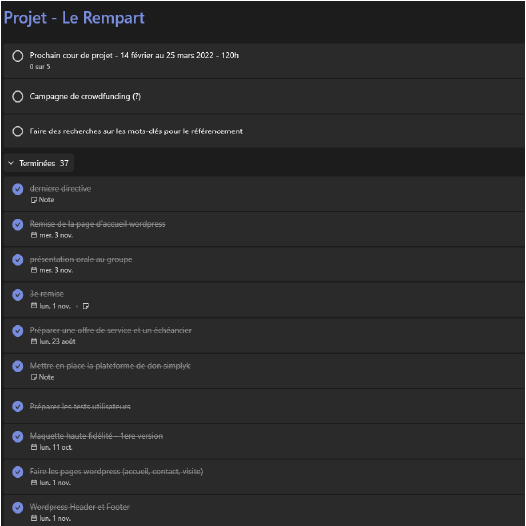 Projet - Le Rempart
Prochain cour de projet - 14 février au 25 mars 2022 - 120h
0 sur 5
Campagne de crowdfunding (?)
Faire des recherches sur les mots-clés pour le référencement
Terminées 37
derniere directive
Note
Remise de la page d'accueil wordpress
mer. 3 nov.
présentation orale au groupe
mer. 3 nov.
3e remise
lun. 1 nov.
Préparer une offre de service et un échéancier
lun. 23 août
Mettre en place la plateforme de don simplyk
Note
Préparer les tests utilisateurs
Maquette haute fidélité - 1ere version
lun. 11 oct.
Faire les pages wordpress (accueil, contact, visite)
lun. 1 nov.
Wordpress Header et Footer
lun. 1 nov.